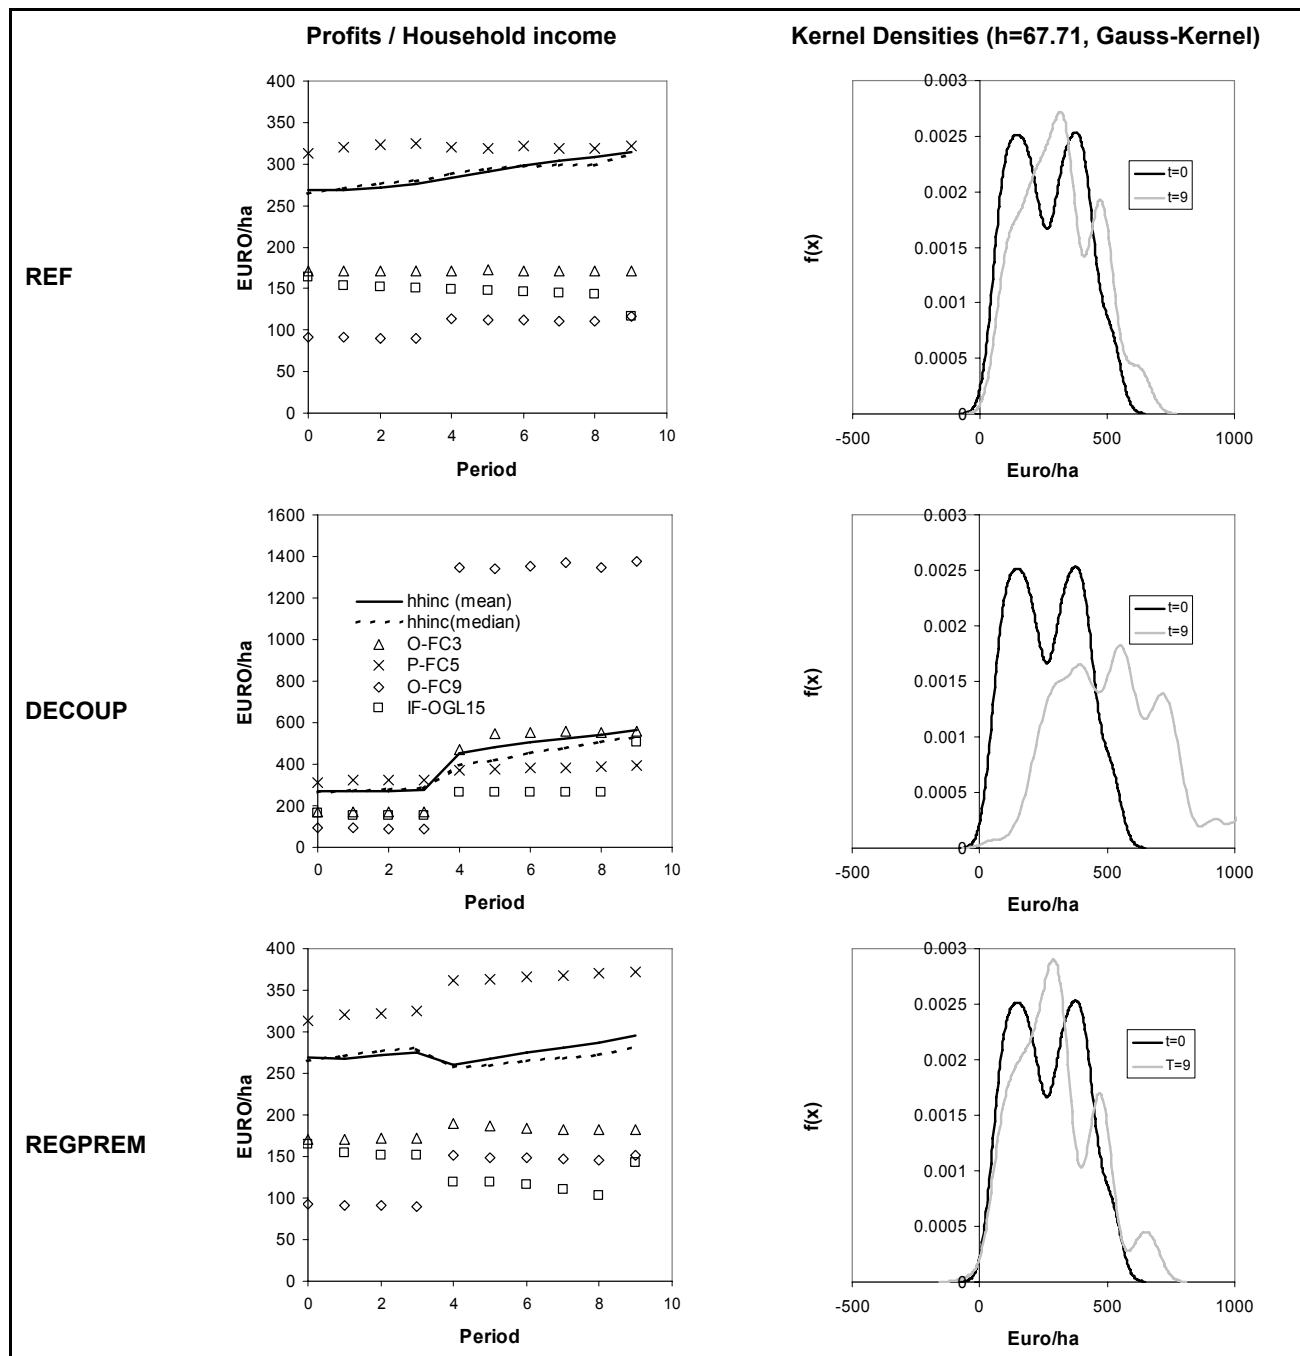 Profits / Household income
Kernel Densities (h=67.71, Gauss-Kernel)
REF
400
350
300
250
200
150
100
50
0
EURO/ha
0 2 4 6 8 10
Period
0.003
0.0025
0.002
0.0015
0.001
0.0005
0
f(x)
t=0
t=9
-500 0 500 1000
Euro/ha
DECOUP
1600
1400
1200
1000
800
600
400
200
0
EURO/ha
hhinc (mean)
hhinc(median)
O-FC3
P-FC5
O-FC9
IF-OGL15
0 2 4 6 8 10
Period
0.003
0.0025
0.002
0.0015
0.001
0.0005
0
f(x)
t=0
t=9
-500 0 500 1000
Euro/ha
REGPREM
400
350
300
250
200
150
100
50
0
EURO/ha
0 2 4 6 8 10
Period
0.003
0.0025
0.002
0.0015
0.001
0.0005
0
f(x)
t=0
T=9
-500 0 500 1000
Euro/ha